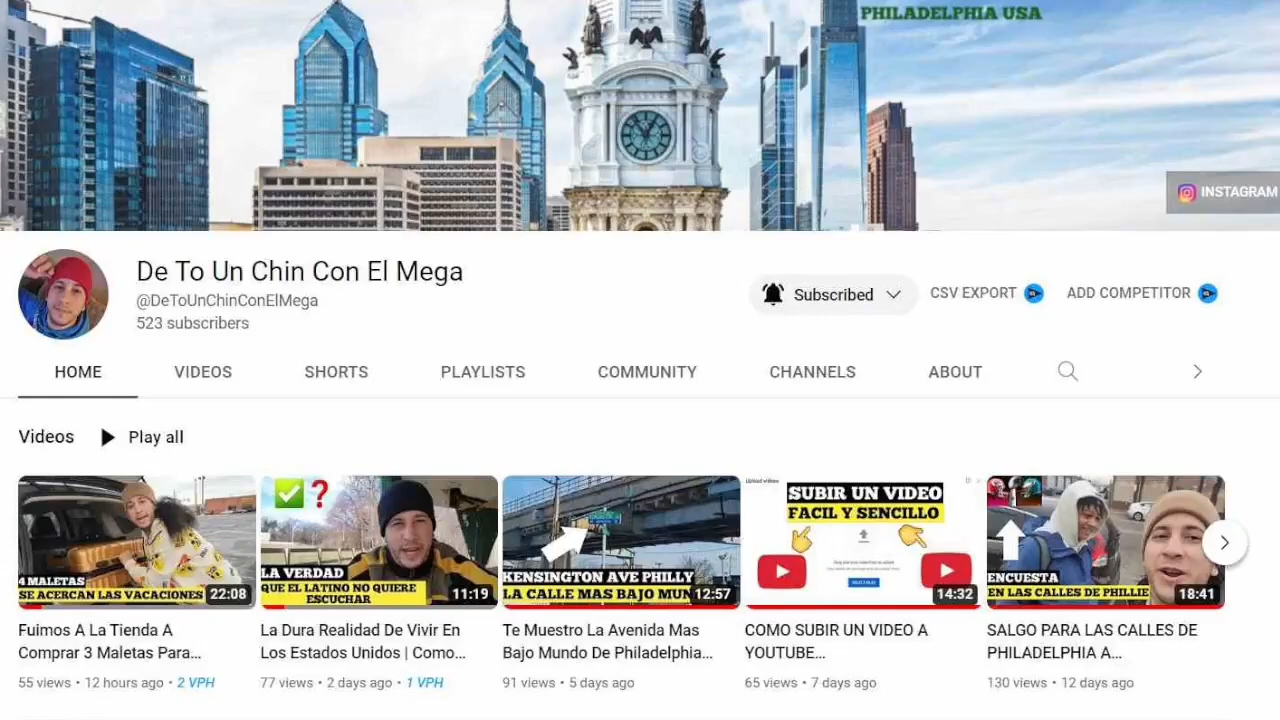 PHILADELPHIA USA
INSTAGRAM
De To Un Chin Con El Mega
@DeToUnChinConElMega
523 subscribers
Subscribed
CSV EXPORT
ADD COMPETITOR
HOME
VIDEOS
SHORTS
PLAYLISTS
COMMUNITY
CHANNELS
ABOUT
Videos
Play all
4 MALETAS
SE ACERCAN LAS VACACIONES
22:08
LA VERDAD
QUE EL LATINO NO QUIERE
ESCUCHAR
11:19
KENSINGTON AVE PHILLY
LA CALLE MAS BAJO MUN
12:57
Upload videos
SUBIR UN VIDEO
FACIL Y SENCILLO
14:32
ENCUESTA
EN LAS CALLES DE PHILLIE
18:41
Fuimos A La Tienda A
Comprar 3 Maletas Para...
55 views • 12 hours ago • 2 VPH
La Dura Realidad De Vivir En
Los Estados Unidos | Como...
77 views • 2 days ago • 1 VPH
Te Muestro La Avenida Mas
Bajo Mundo De Philadelphia...
91 views • 5 days ago
COMO SUBIR UN VIDEO A
YOUTUBE...
65 views • 7 days ago
SALGO PARA LAS CALLES DE
PHILADELPHIA A...
130 views • 12 days ago